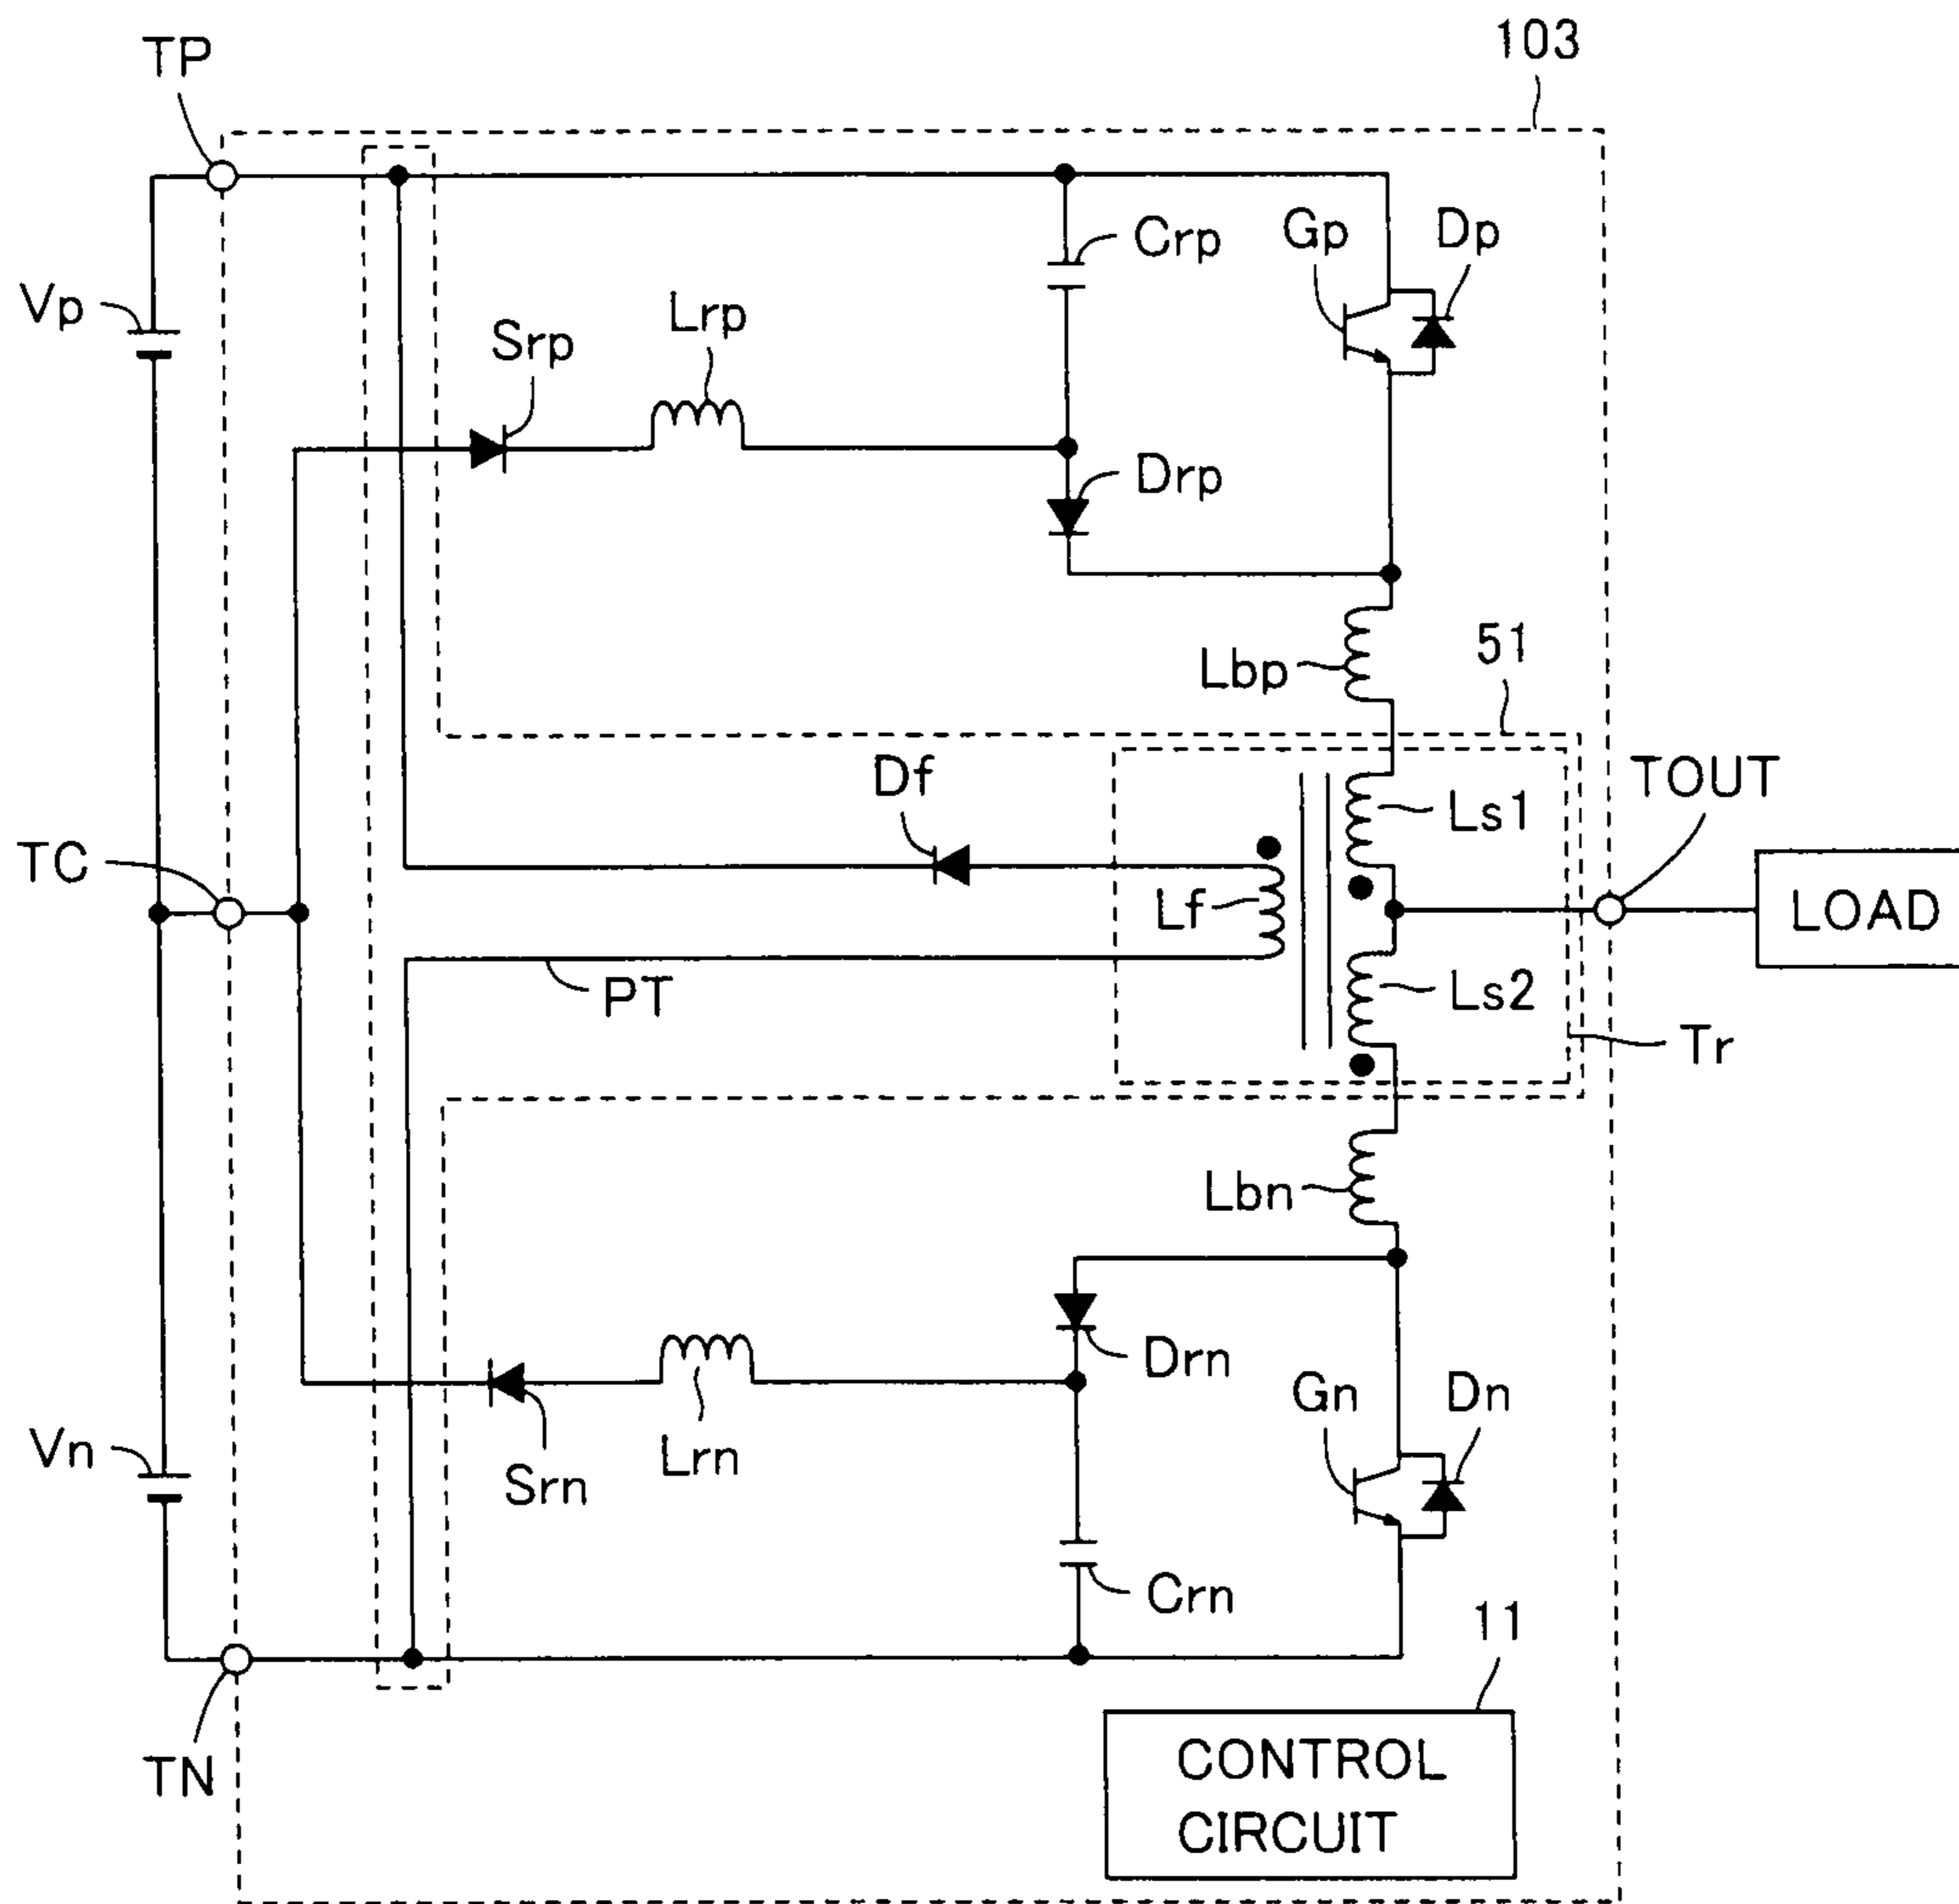 103
TP
Gp
Dp
Crp
Vp
Lrp
Srp
Drp
51
Lbp
Df
TOUT
Ls1
TC
Lf
LOAD
PT
Ls2
Tr
Lbn
Drn
Gn
Dn
Vn
Lrn
Srn
Crn
11
TN
CONTROL
CIRCUIT